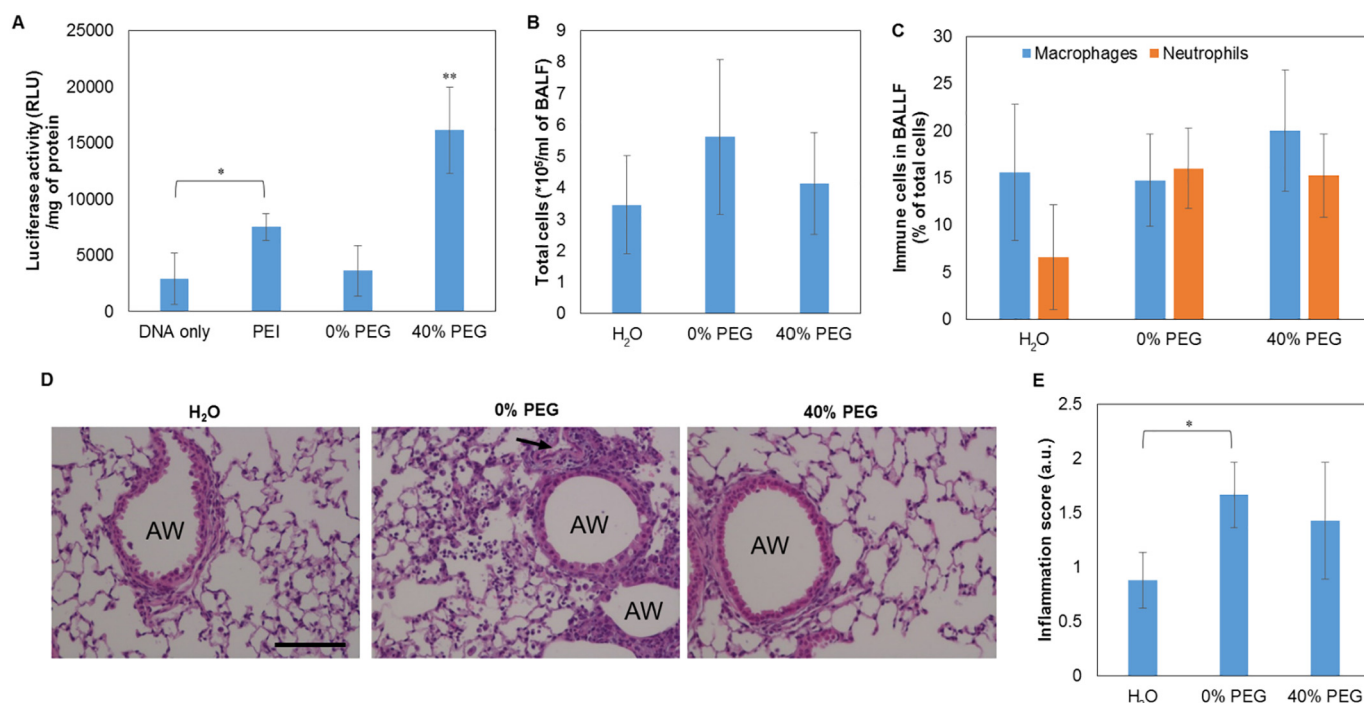 A
Luciferase activity (RLU)
/mg of protein
25000
20000
15000
10000
5000
0
*
**
DNA only
PEI
0% PEG
40% PEG
B
Total cells (*10⁵/ml of BALF)
9
8
7
6
5
4
3
2
1
0
H₂O
0% PEG
40% PEG
C
Immune cells in BALLF
(% of total cells)
30
25
20
15
10
5
0
Macrophages
Neutrophils
H₂O
0% PEG
40% PEG
D
H₂O
0% PEG
40% PEG
AW
AW
AW
AW
E
Inflammation score (a.u.)
2.5
2
1.5
1
0.5
0
*
H₂O
0% PEG
40% PEG